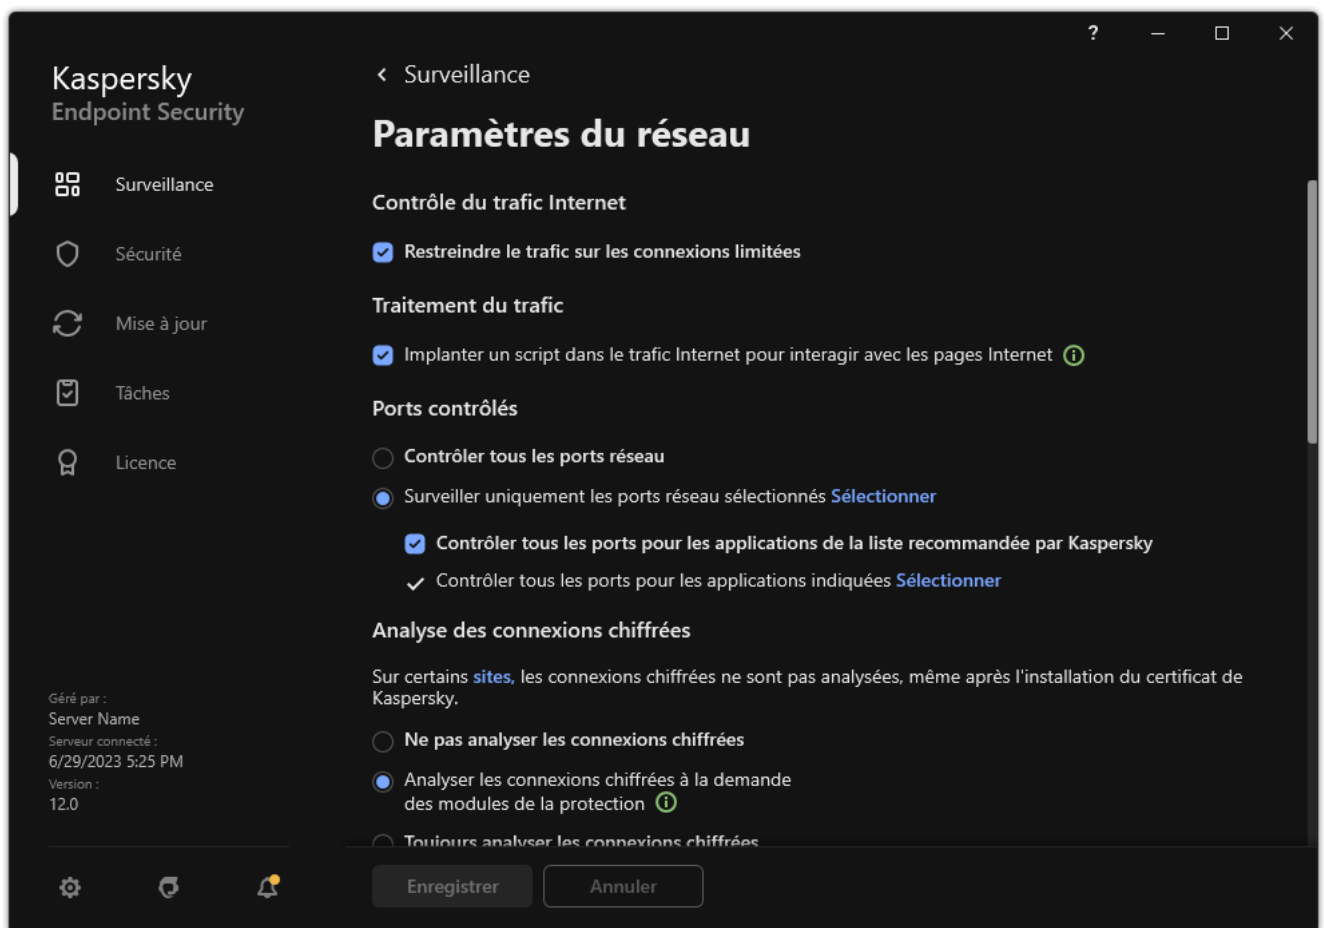 ?
Kaspersky
Endpoint Security
Surveillance
Sécurité
Mise à jour
Tâches
Licence
Géré par :
Server Name
Serveur connecté :
6/29/2023 5:25 PM
Version :
12.0
Surveillance
Paramètres du réseau
Contrôle du trafic Internet
Restreindre le trafic sur les connexions limitées
Traitement du trafic
Implanter un script dans le trafic Internet pour interagir avec les pages Internet
Ports contrôlés
Contrôler tous les ports réseau
Surveiller uniquement les ports réseau sélectionnés Sélectionner
Contrôler tous les ports pour les applications de la liste recommandée par Kaspersky
Contrôler tous les ports pour les applications indiquées Sélectionner
Analyse des connexions chiffrées
Sur certains sites, les connexions chiffrées ne sont pas analysées, même après l'installation du certificat de
Kaspersky.
Ne pas analyser les connexions chiffrées
Analyser les connexions chiffrées à la demande
des modules de la protection
Toujours analyser les connexions chiffrées
Enregistrer
Annuler